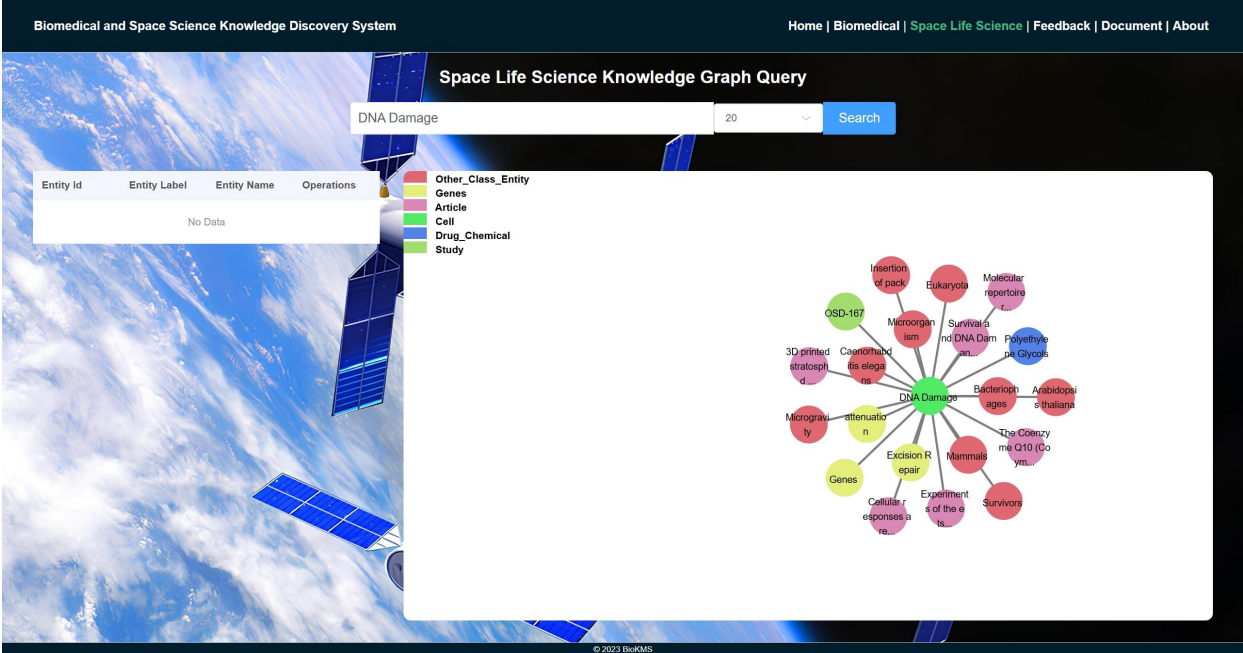 Biomedical and Space Science Knowledge Discovery System
Home | Biomedical | Space Life Science | Feedback | Document | About
Space Life Science Knowledge Graph Query
DNA Damage
20
Search
Entity Id
Entity Label
Entity Name
Operations
No Data
Other_Class_Entity
Genes
Article
Cell
Drug_Chemical
Study
Insertion
of pack
Eukaryota
Molecular
repertoire
r...
OSD-167
Microorgan
ism
Survival a
nd DNA Dam
an...
Polyethyle
ne Glycols
3D printed
stratosph
d ...
Caenorhabd
itis elega
ns
DNA Damage
Bacterioph
ages
Arabidopsi
s thaliana
Microgravi
ty
attenuatio
n
The Coenzy
me Q10 (Co
ym...
Excision R
epair
Mammals
Genes
Cellular r
esponses a
re...
Experiment
s of the e
ts...
Survivors
© 2023 BioKMS